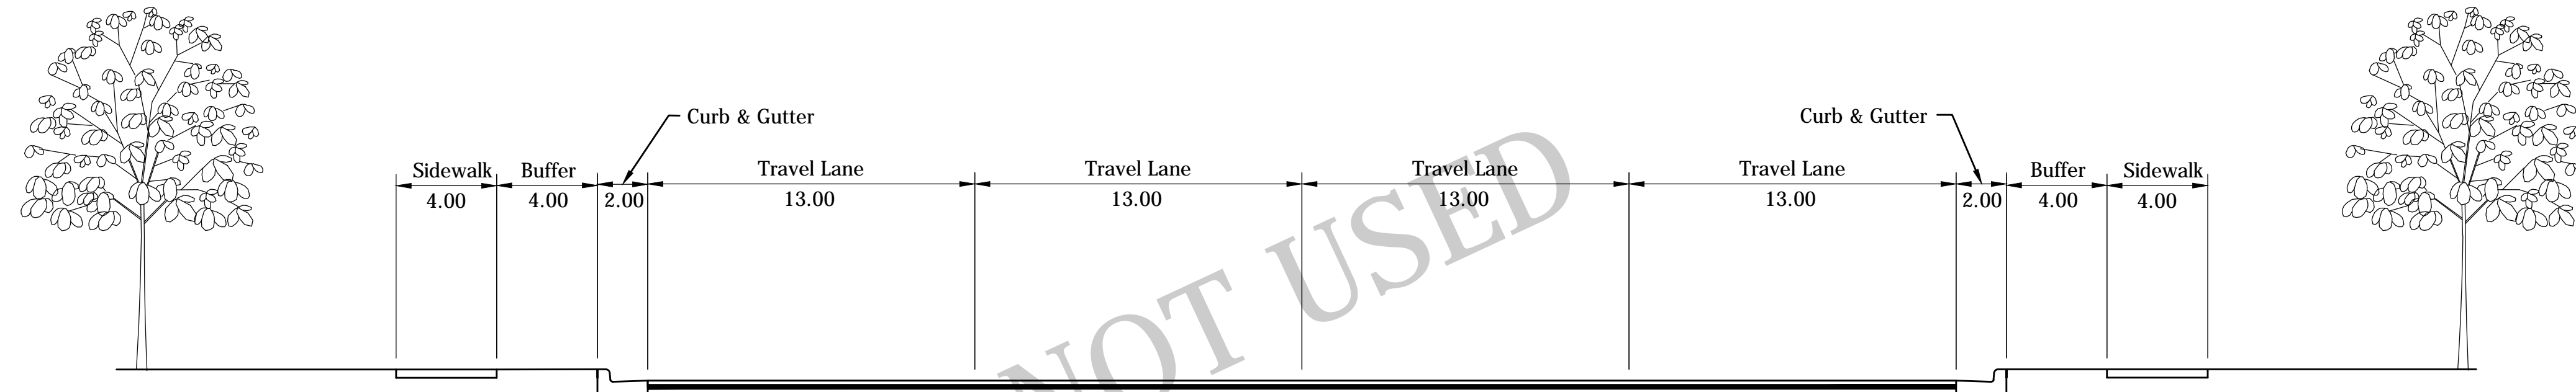 Curb & Gutter
Curb & Gutter
Sidewalk Buffer Travel Lane Travel Lane Travel Lane Travel Lane Buffer Sidewalk
4.00 4.00 2.00 13.00 13.00 13.00 13.00 2.00 4.00 4.00
NOT USED